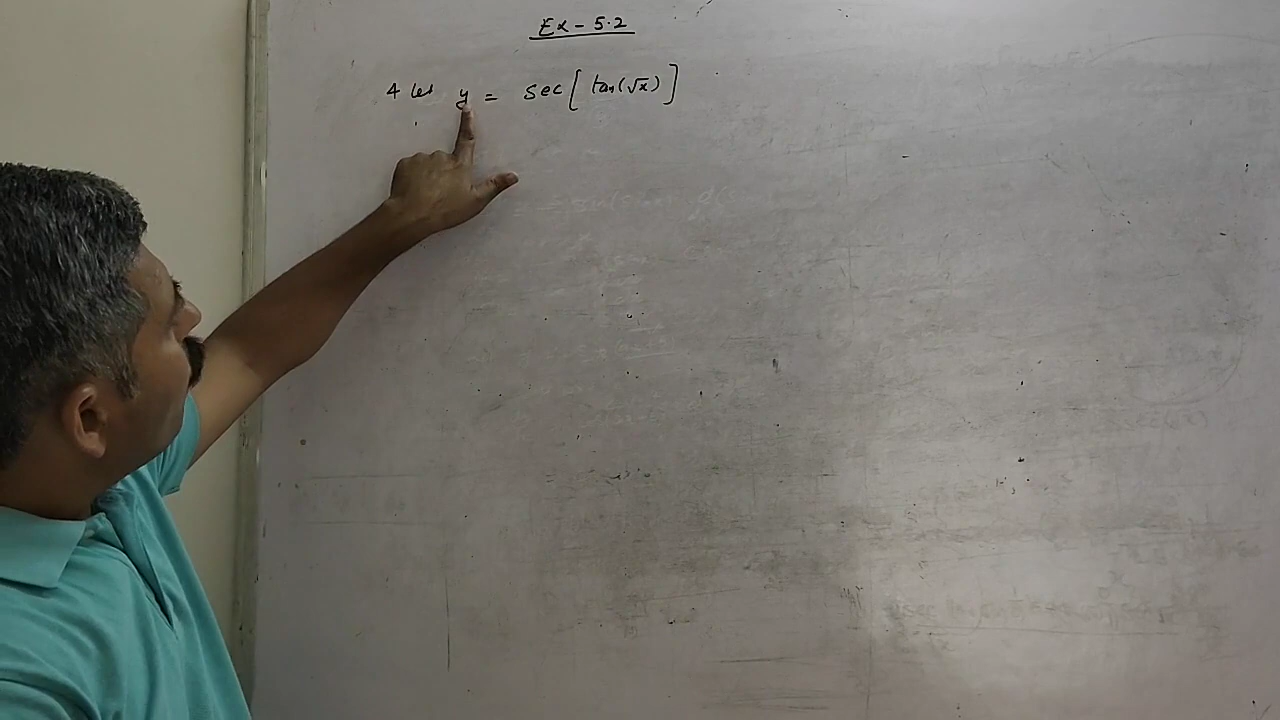 Ex - 5.2
4 let y = sec[tan(√x)]